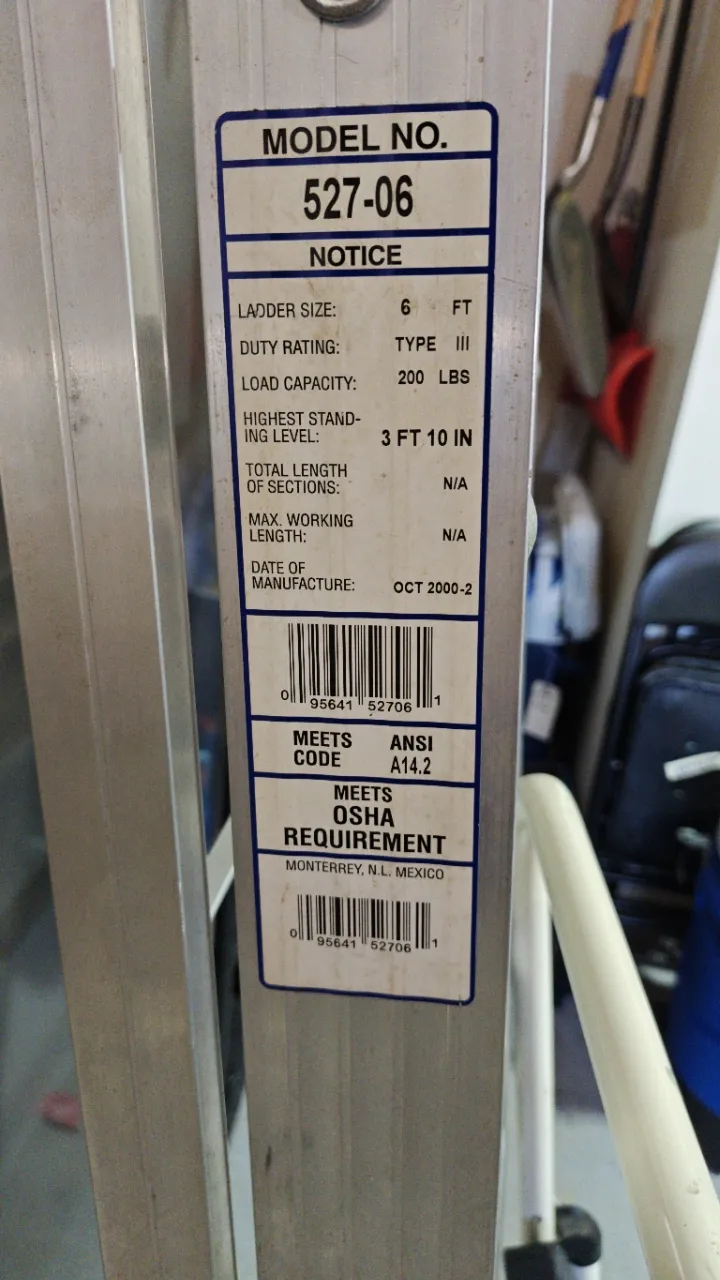 MODEL NO.
527-06
NOTICE
LADDER SIZE: 6 FT
DUTY RATING: TYPE III
LOAD CAPACITY: 200 LBS
HIGHEST STAND-
ING LEVEL: 3 FT 10 IN
TOTAL LENGTH
OF SECTIONS: N/A
MAX. WORKING
LENGTH: N/A
DATE OF
MANUFACTURE: OCT 2000-2
0 95641 52706 1
MEETS ANSI
CODE A14.2
MEETS
OSHA
REQUIREMENT
MONTERREY, N.L. MEXICO
0 95641 52706 1